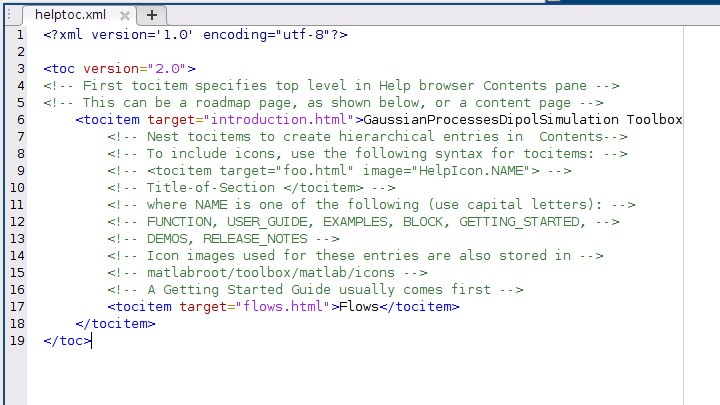 helptoc.xml
1 <?xml version='1.0' encoding="utf-8"?>
2
3 <toc version="2.0">
4 <!-- First tocitem specifies top level in Help browser Contents pane -->
5 <!-- This can be a roadmap page, as shown below, or a content page -->
6 <tocitem target="introduction.html">GaussianProcessesDipolSimulation Toolbox
7 <!-- Nest tocitems to create hierarchical entries in  Contents-->
8 <!-- To include icons, use the following syntax for tocitems: -->
9 <!-- <tocitem target="foo.html" image="HelpIcon.NAME"> -->
10 <!-- Title-of-Section </tocitem> -->
11 <!-- where NAME is one of the following (use capital letters): -->
12 <!-- FUNCTION, USER_GUIDE, EXAMPLES, BLOCK, GETTING_STARTED, -->
13 <!-- DEMOS, RELEASE_NOTES -->
14 <!-- Icon images used for these entries are also stored in -->
15 <!-- matlabroot/toolbox/matlab/icons -->
16 <!-- A Getting Started Guide usually comes first -->
17 <tocitem target="flows.html">Flows</tocitem>
18 </tocitem>
19 </toc>